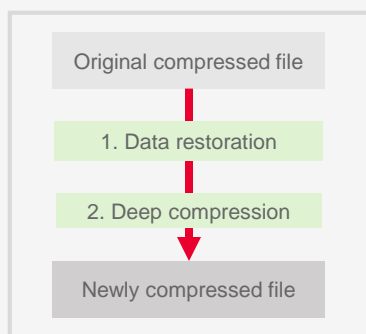 Original compressed file
1. Data restoration
2. Deep compression
Newly compressed file